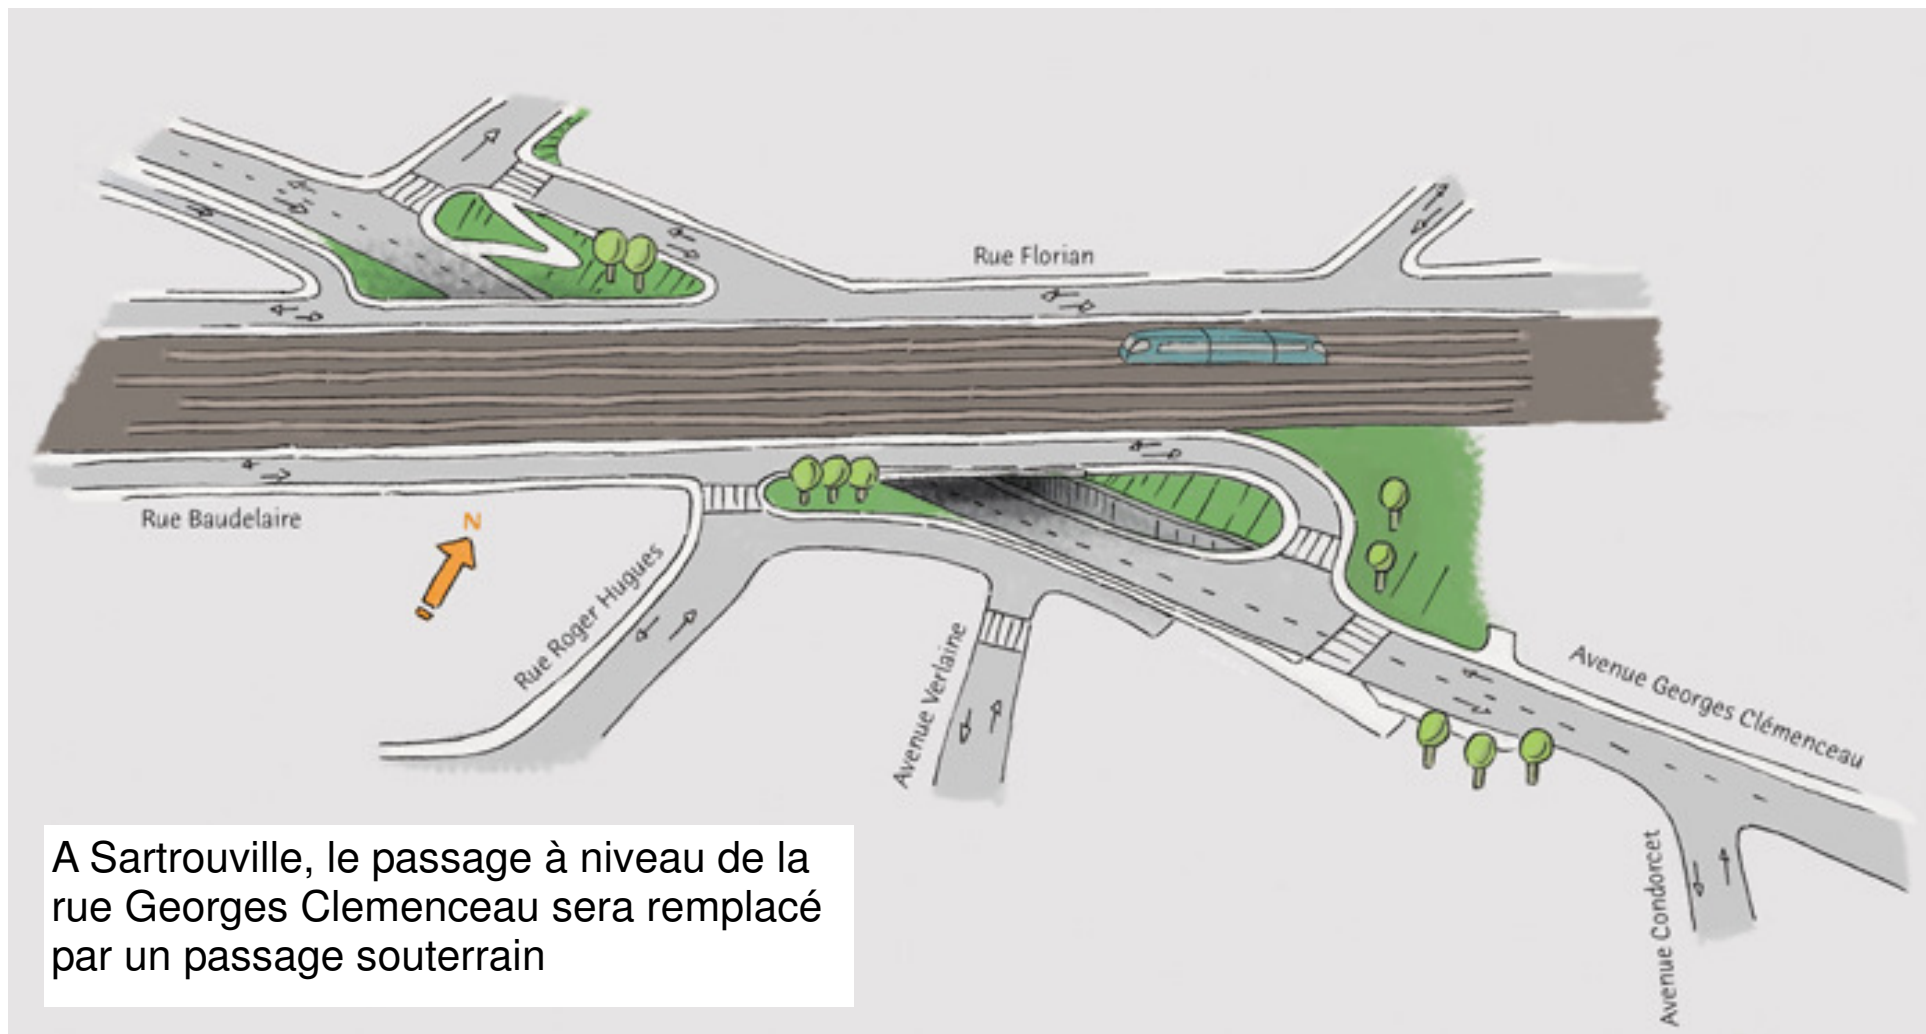 Rue Florian
Rue Baudelaire
N
Rue Roger Hugues
Avenue Verlaine
Avenue Georges Clémenceau
Avenue Condorcet
A Sartrouville, le passage à niveau de la
rue Georges Clemenceau sera remplacé
par un passage souterrain